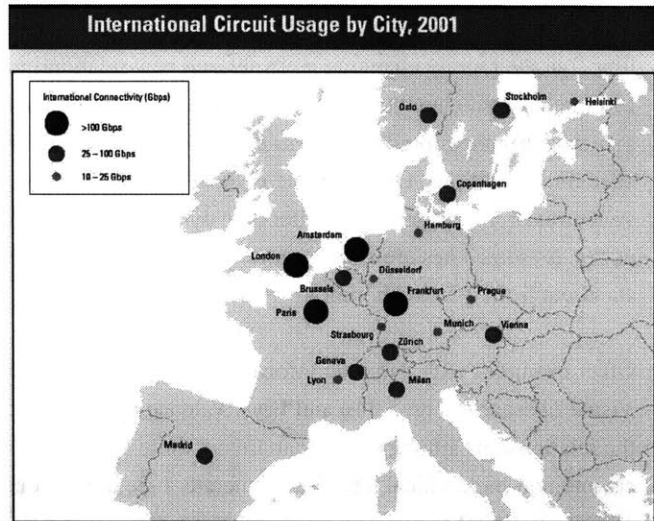 International Circuit Usage by City, 2001
International Connectivity (Gbps)
>100 Gbps
25 – 100 Gbps
10 – 25 Gbps
Oslo
Stockholm
Helsinki
Copenhagen
Hamburg
Amsterdam
London
Düsseldorf
Brussels
Frankfurt
Prague
Paris
Strasbourg
Munich
Vienna
Zürich
Geneva
Lyon
Milan
Madrid